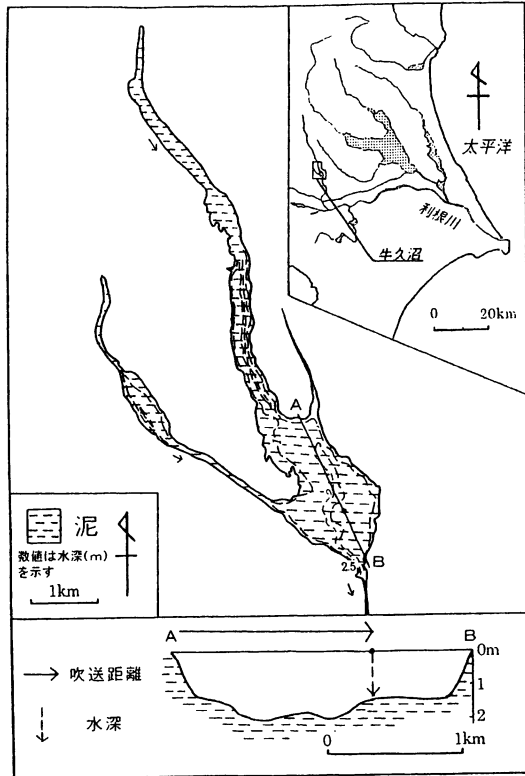 太平洋
利根川
牛久沼
0 20km
A
B
2.5
泥
数値は水深(m)
を示す
1km
A B
0m
1
2
吹送距離
水深
0 1km